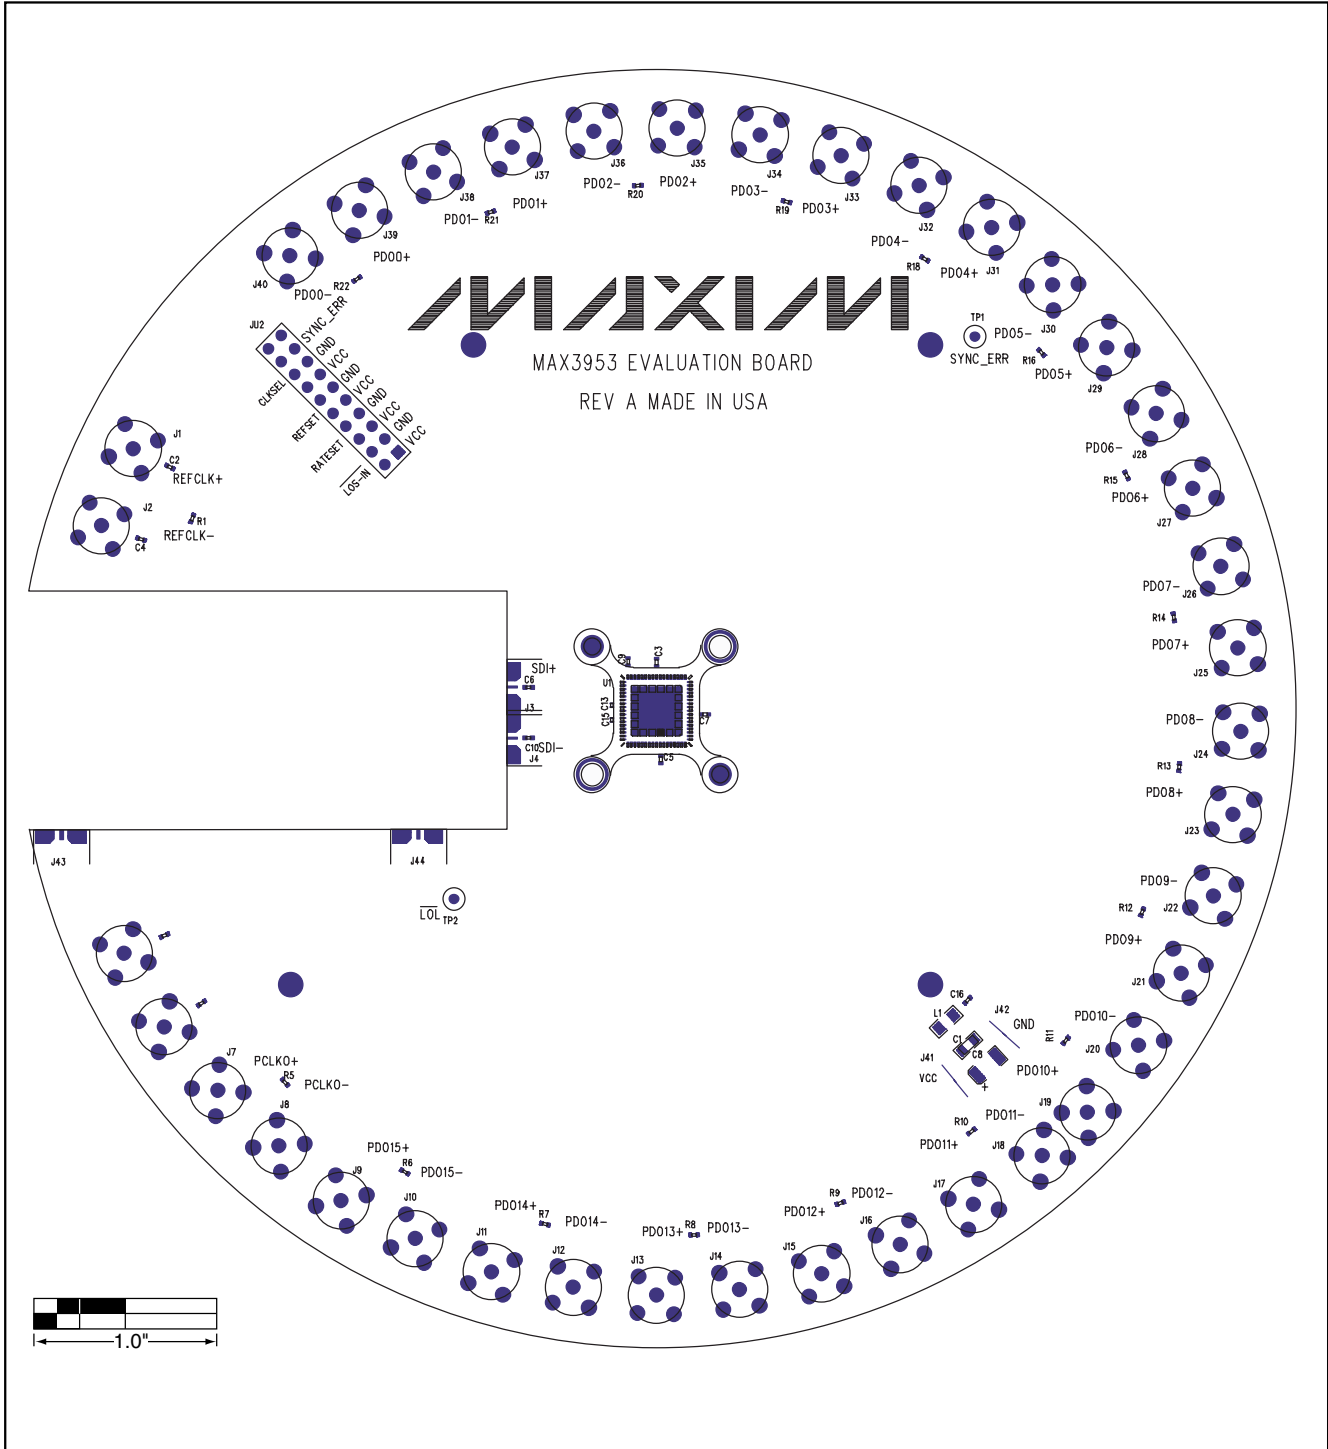 J36
J35
J34
J33
J32
J31
J30
J29
J28
J27
J26
J25
J24
J23
J22
J21
J20
J19
J18
J17
J16
J15
J14
J13
J12
J11
J10
J9
J8
J7
J37
J38
J39
J40
PD02-
R20
PD02+
PD03-
R19
PD03+
PD01-
R21
PD01+
PD00+
R22
PD00-
PD04-
R18
PD04+
MAXIM
MAX3953 EVALUATION BOARD
REV A MADE IN USA
TP1
SYNC_ERR
PD05-
R16
PD05+
JU2
SYNC_ERR
GND
VCC
GND
VCC
GND
VCC
GND
VCC
CLKSEL
REFSET
RATESET
LOS-IN
J1
C2
REFCLK+
J2
R1
REFCLK-
C4
PD06-
R15
PD06+
PD07-
R14
PD07+
PD08-
R13
PD08+
PD09-
R12
PD09+
SDI+
C6
J3
C10
SDI-
J4
C9
C3
U1
C13
C15
C7
C5
J43
J44
LOL
TP2
C16
L1
J42
GND
C1
C8
J41
VCC
+
R11
PD010-
PD010+
R10
PD011-
PD011+
PCLKO+
R5
PCLKO-
PD015+
R6
PD015-
PD014+
R7
PD014-
PD013+
R8
PD013-
PD012+
R9
PD012-
1.0"